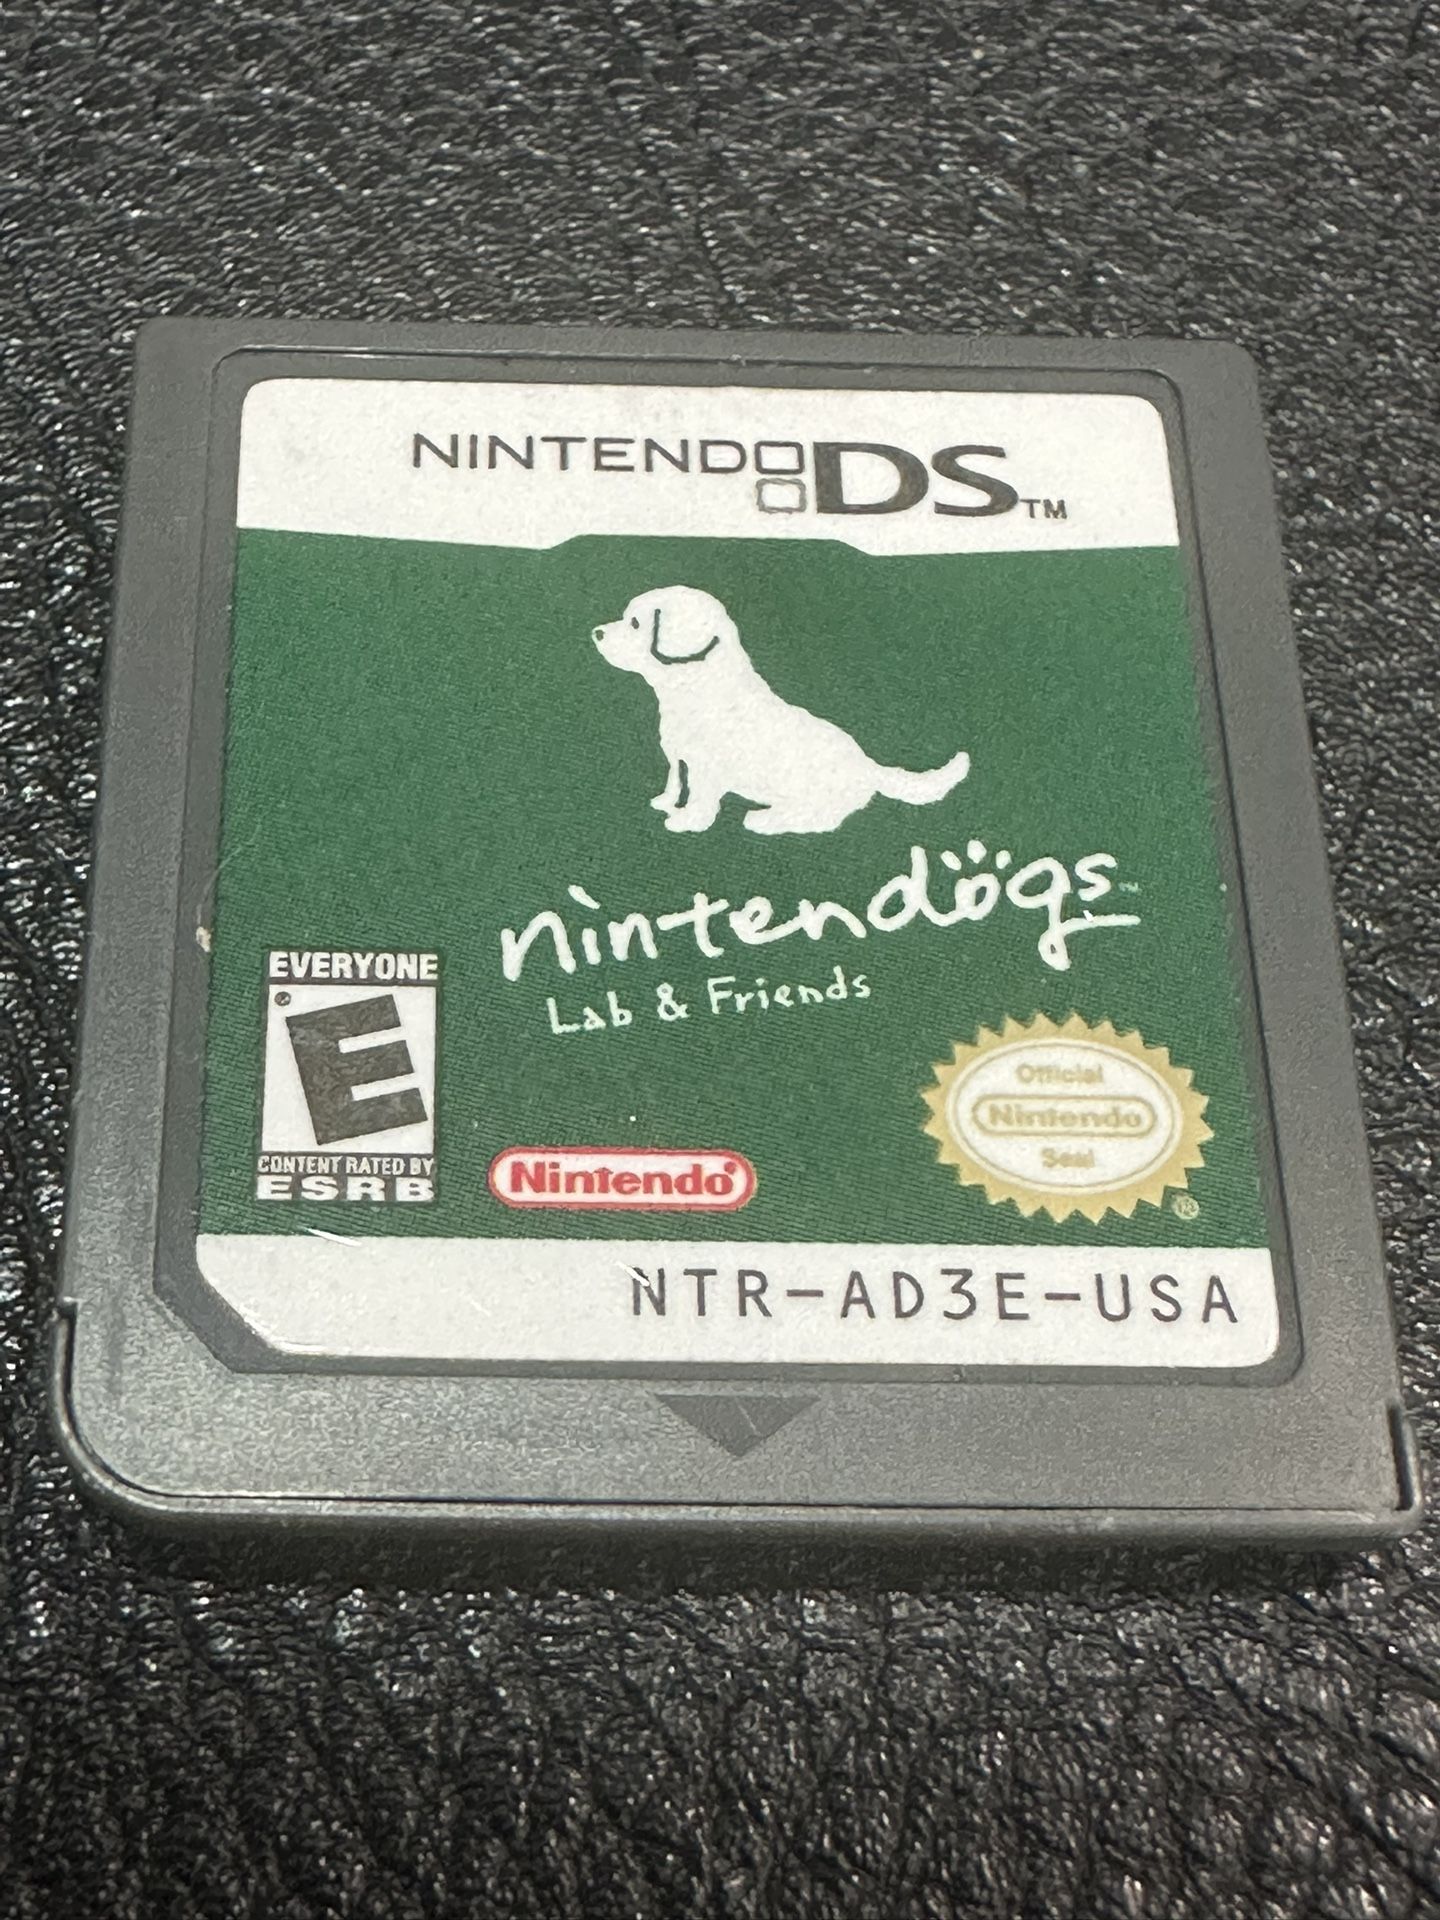 NINTENDO DS™
nintendogs™
Lab & Friends
EVERYONE
E
CONTENT RATED BY
ESRB
Nintendo®
Official
Nintendo
Seal
®
NTR-AD3E-USA